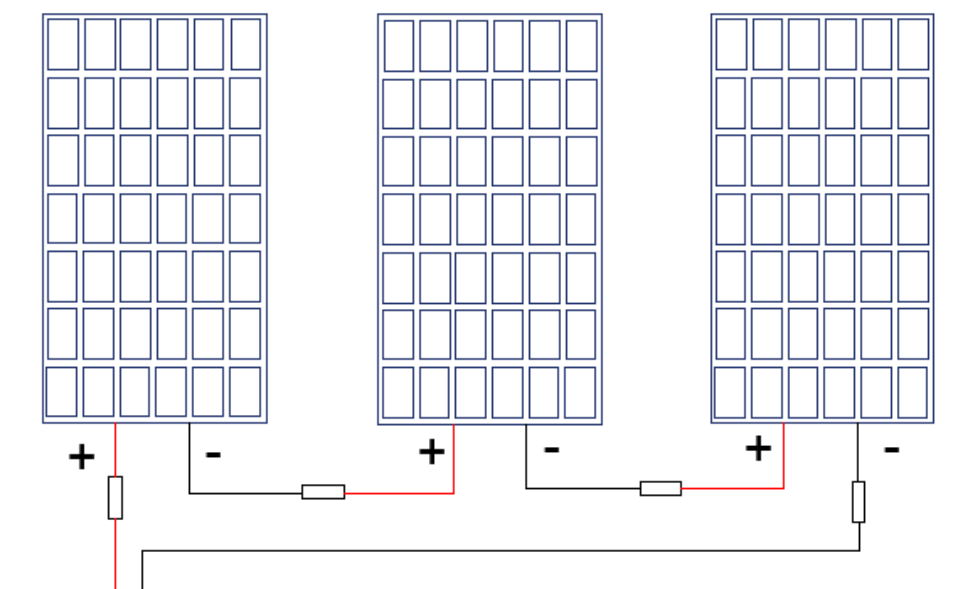 + - + - + -